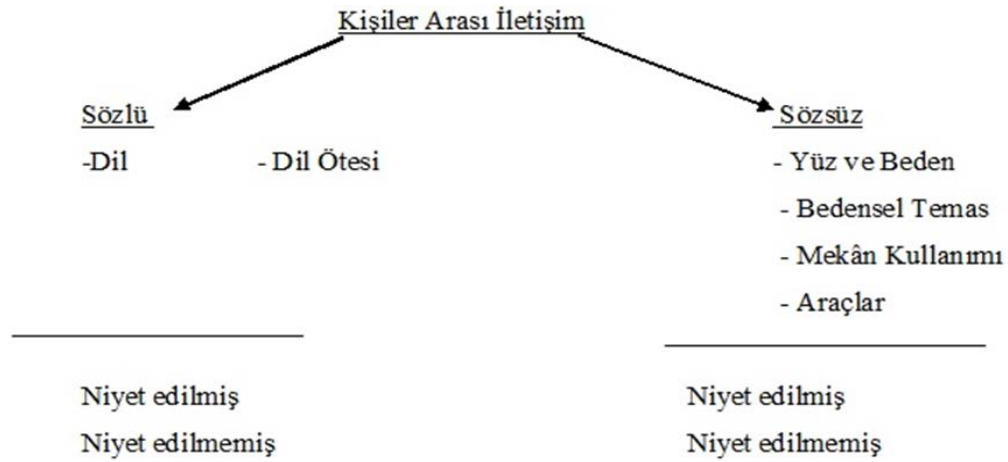 Kişiler Arası İletişim
Sözlü
-Dil - Dil Ötesi
Sözsüz
- Yüz ve Beden
- Bedensel Temas
- Mekân Kullanımı
- Araçlar
Niyet edilmiş
Niyet edilmemiş
Niyet edilmiş
Niyet edilmemiş